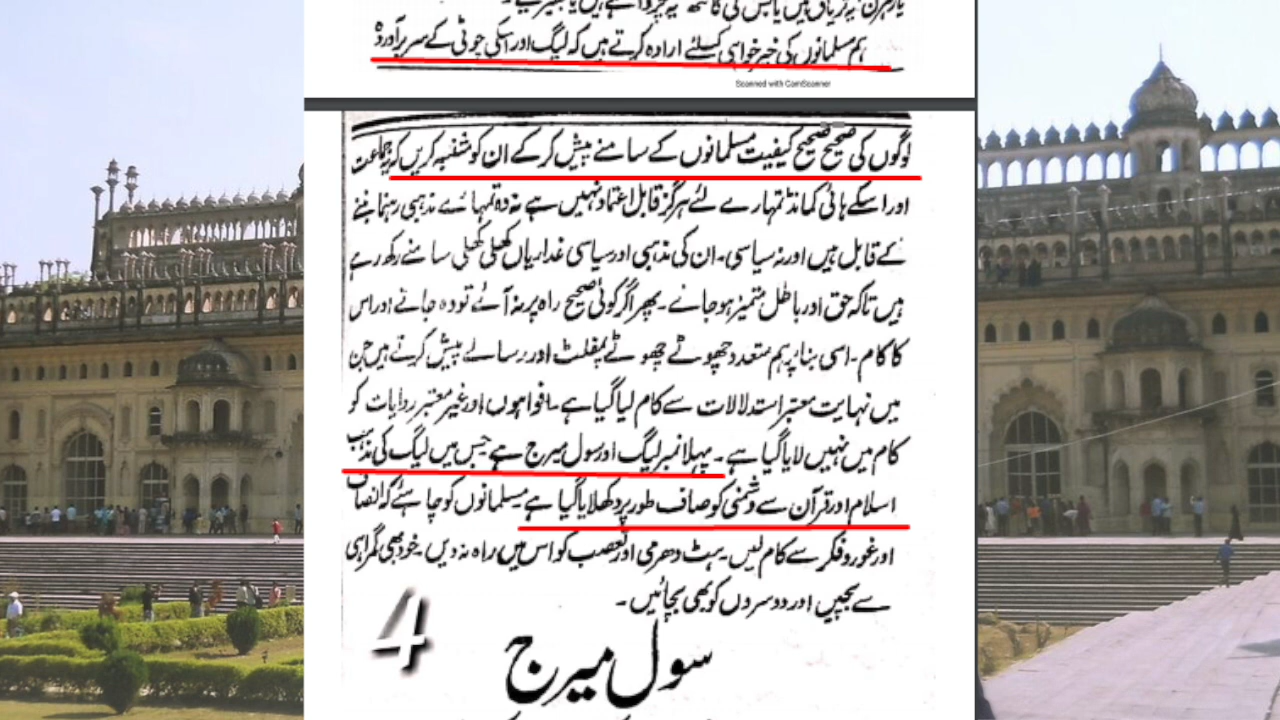 ہم مسلمانوں کی خیر خواہی کیلئے ارادہ کرتے ہیں کہ لیگ اور اسکی چوٹی کے سربرآوردہ
Scanned with CamScanner
لوگوں کی صحیح صحیح کیفیت مسلمانوں کے سامنے پیش کرکے ان کو متنبہ کریں کہ یہ جماعت
اور اسکے ہائی کمانڈ تمہارے لئے ہرگز قابل اعتماد نہیں ہے نہ وہ تمہارے مذہبی رہنما بننے
کے قابل ہیں اور نہ سیاسی۔ ان کی مذہبی اور سیاسی غداریاں کھلی کھلی سامنے رکھ رہے
ہیں تاکہ حق اور باطل متمیز ہو جائے۔ پھر اگر کوئی صحیح راہ پر نہ آئے تو وہ جانے اور اس
کا کام۔ اسی بنا پر ہم متعدد چھوٹے چھوٹے پمفلٹ اور رسالے پیش کرتے ہیں جن
میں نہایت معتبر استدلالات سے کام لیا گیا ہے۔ افواہوں اور غیر معتبر روایات کو
کام میں نہیں لایا گیا ہے۔ پہلا نمبر لیگ اور سول میرج ہے جس میں لیگ کی مذہب
اسلام اور قرآن سے دشمنی کو صاف طور پر دکھلایا گیا ہے مسلمانوں کو چاہئے کہ انصاف
اور غور و فکر سے کام لیں۔ ہٹ دھرمی اور تعصب کو اس میں راہ نہ دیں۔ خود بھی گمراہی
سے بچیں اور دوسروں کو بھی بچائیں۔
4
سول میرج